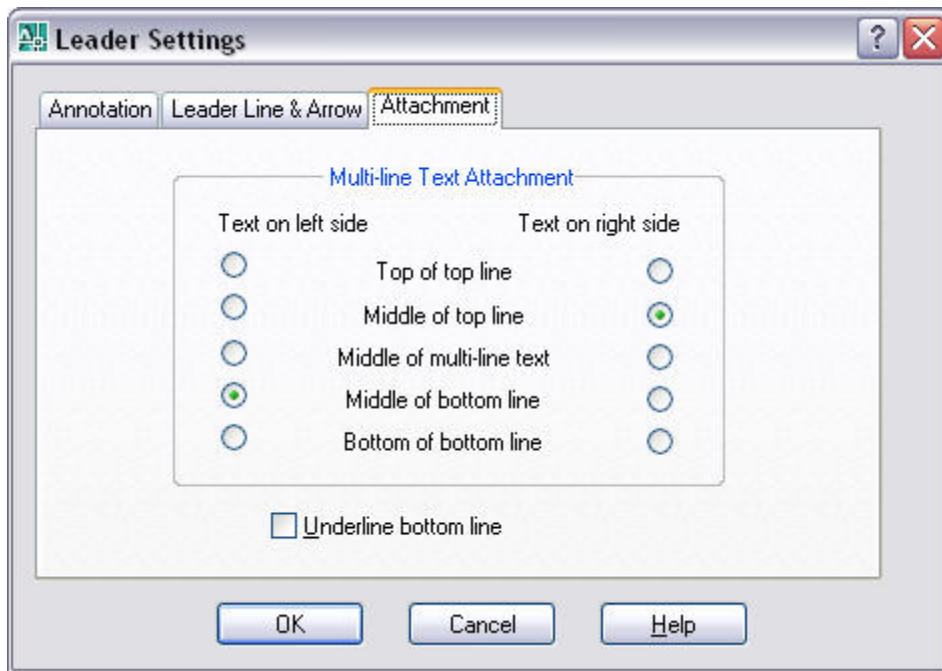 Leader Settings
Annotation Leader Line & Arrow Attachment
Multi-line Text Attachment
Text on left side Text on right side
Top of top line
Middle of top line
Middle of multi-line text
Middle of bottom line
Bottom of bottom line
Underline bottom line
OK Cancel Help